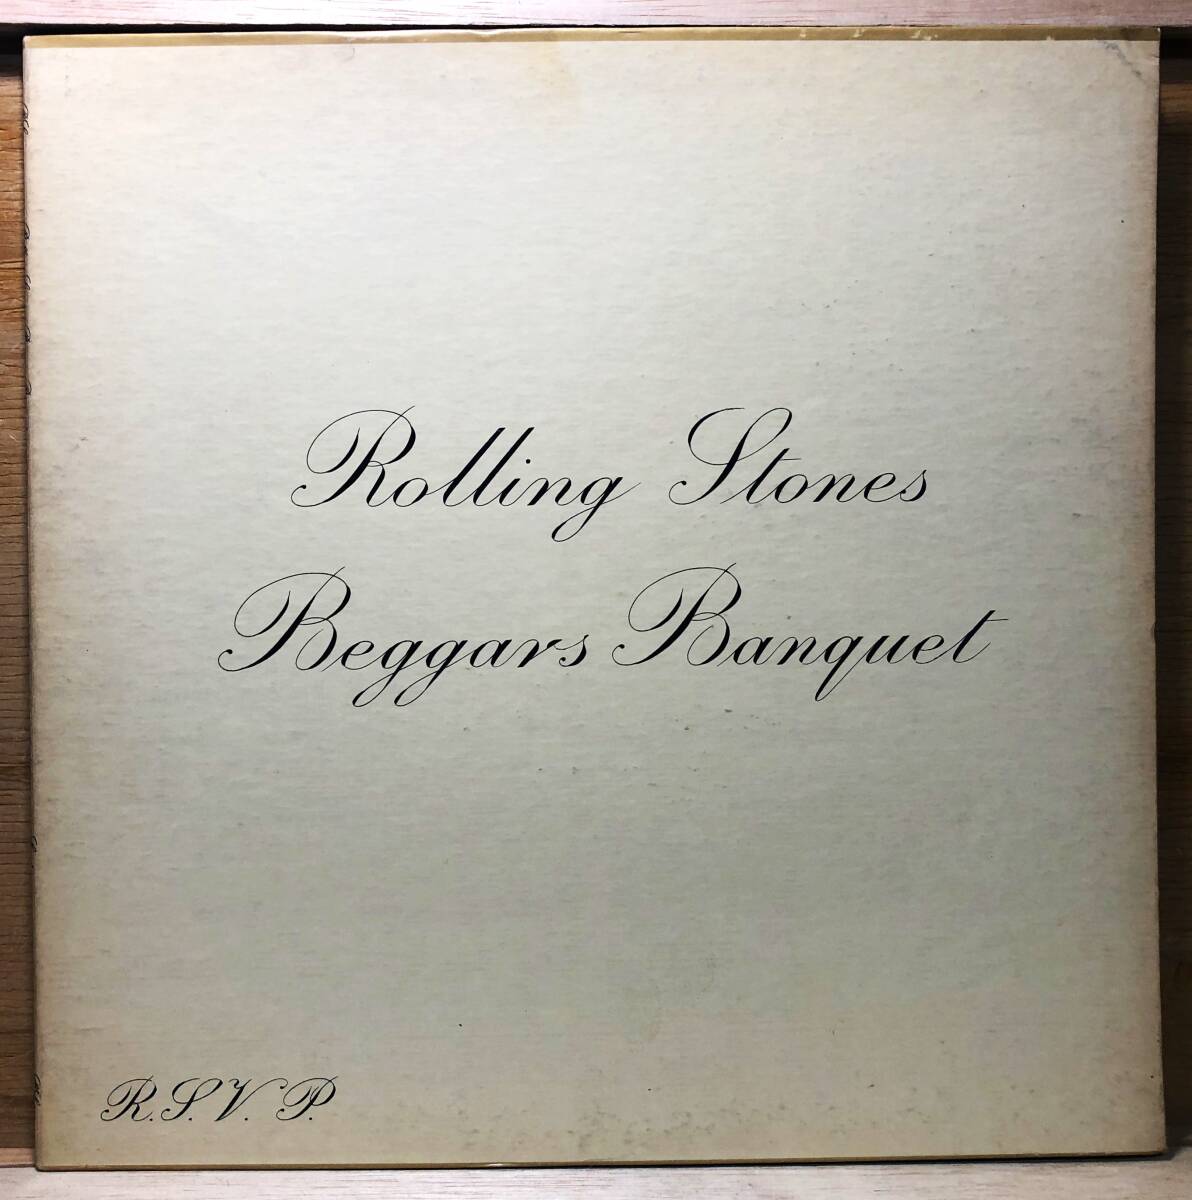 Rolling Stones
Beggars Banquet
R.S.V.P.